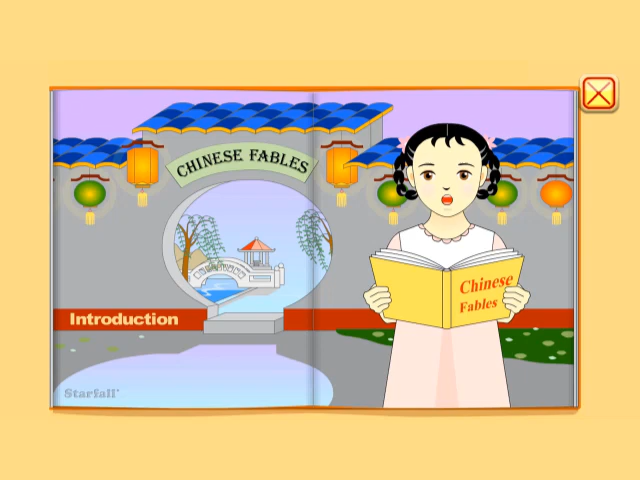 CHINESE FABLES
Chinese
Fables
Introduction
Starfall